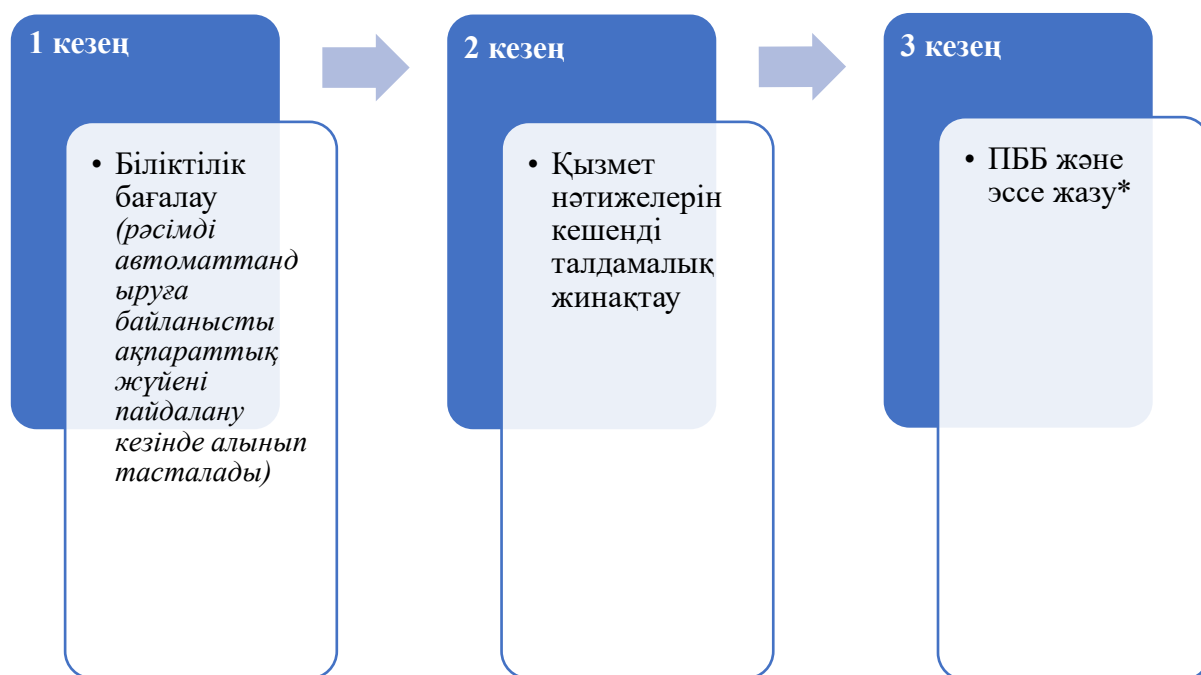 1 кезең
• Біліктілік
бағалау
(рәсімді
автоматтанд
ыруға
байланысты
ақпараттық
жүйені
пайдалану
кезінде алынып
тасталады)
2 кезең
• Қызмет
нәтижелерін
кешенді
талдамалық
жинақтау
3 кезең
• ПББ және
эссе жазу*